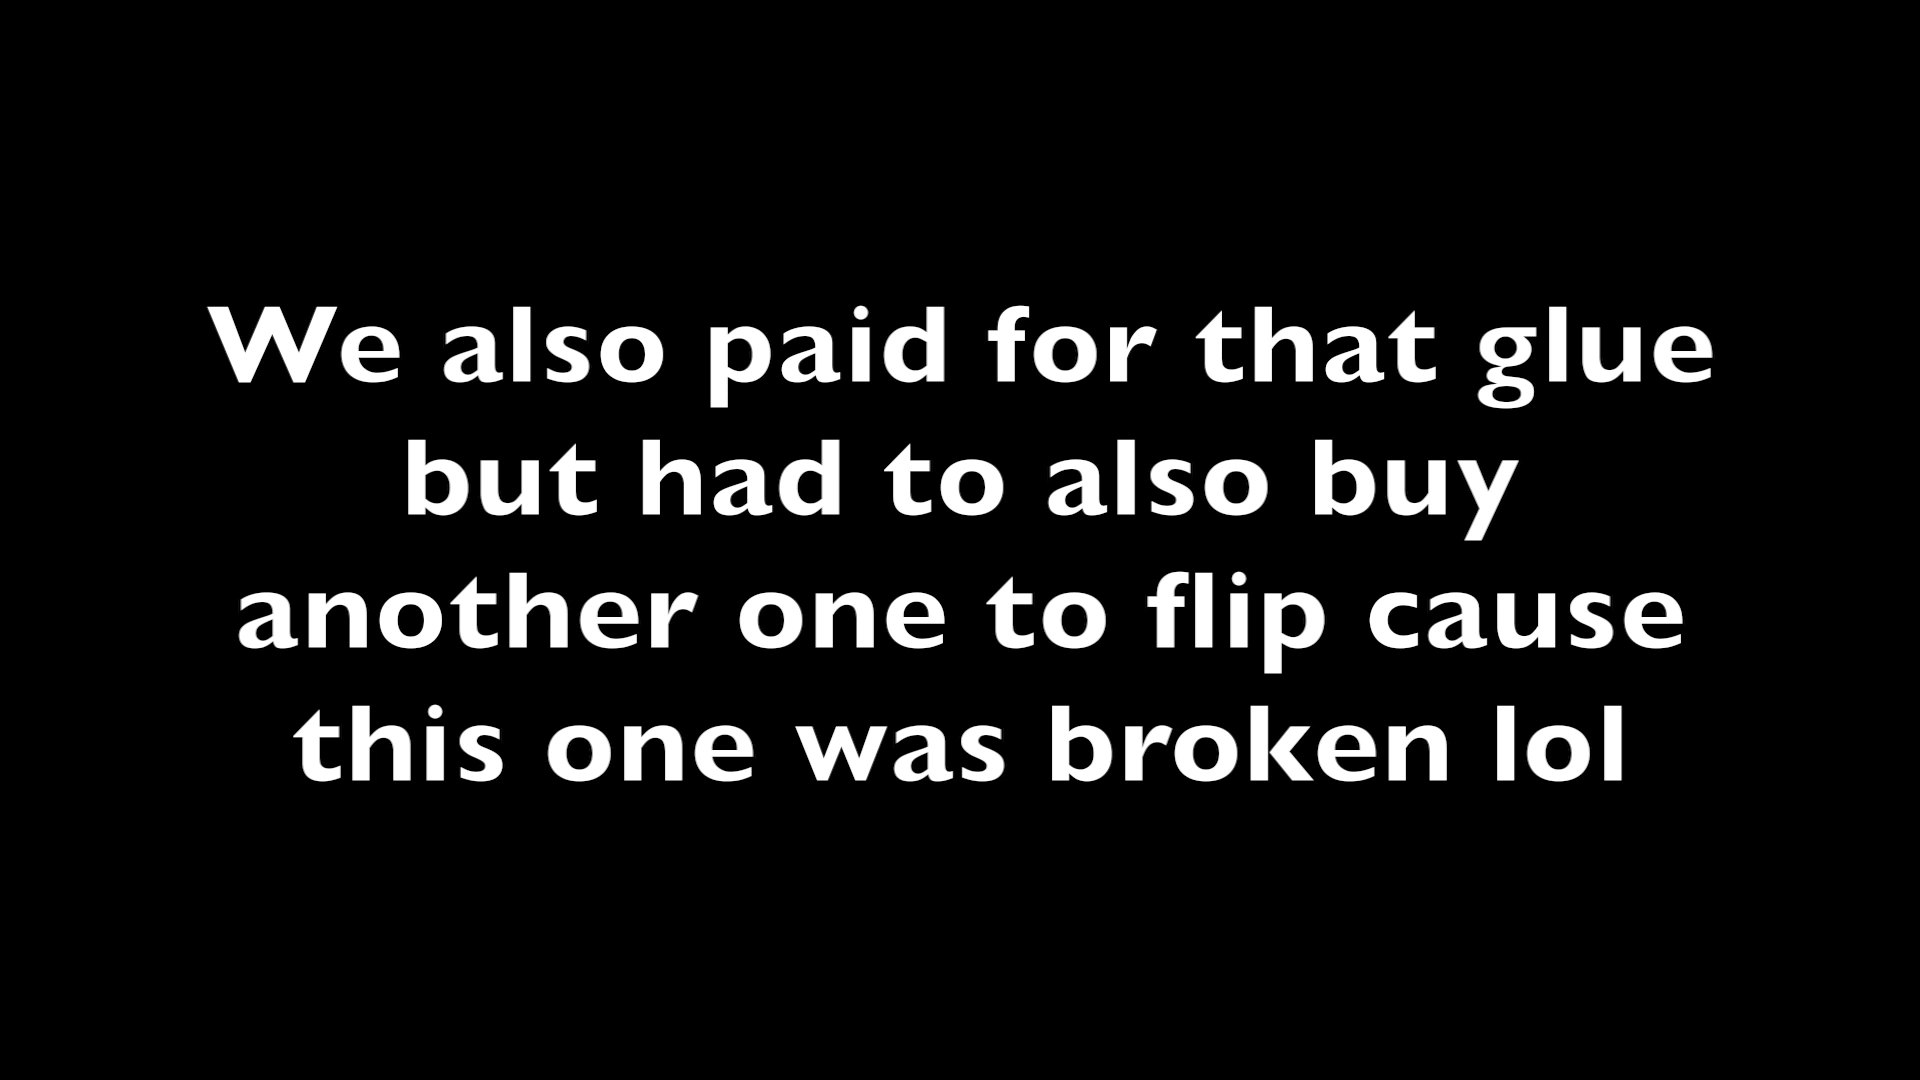 We also paid for that glue
but had to also buy
another one to flip cause
this one was broken lol